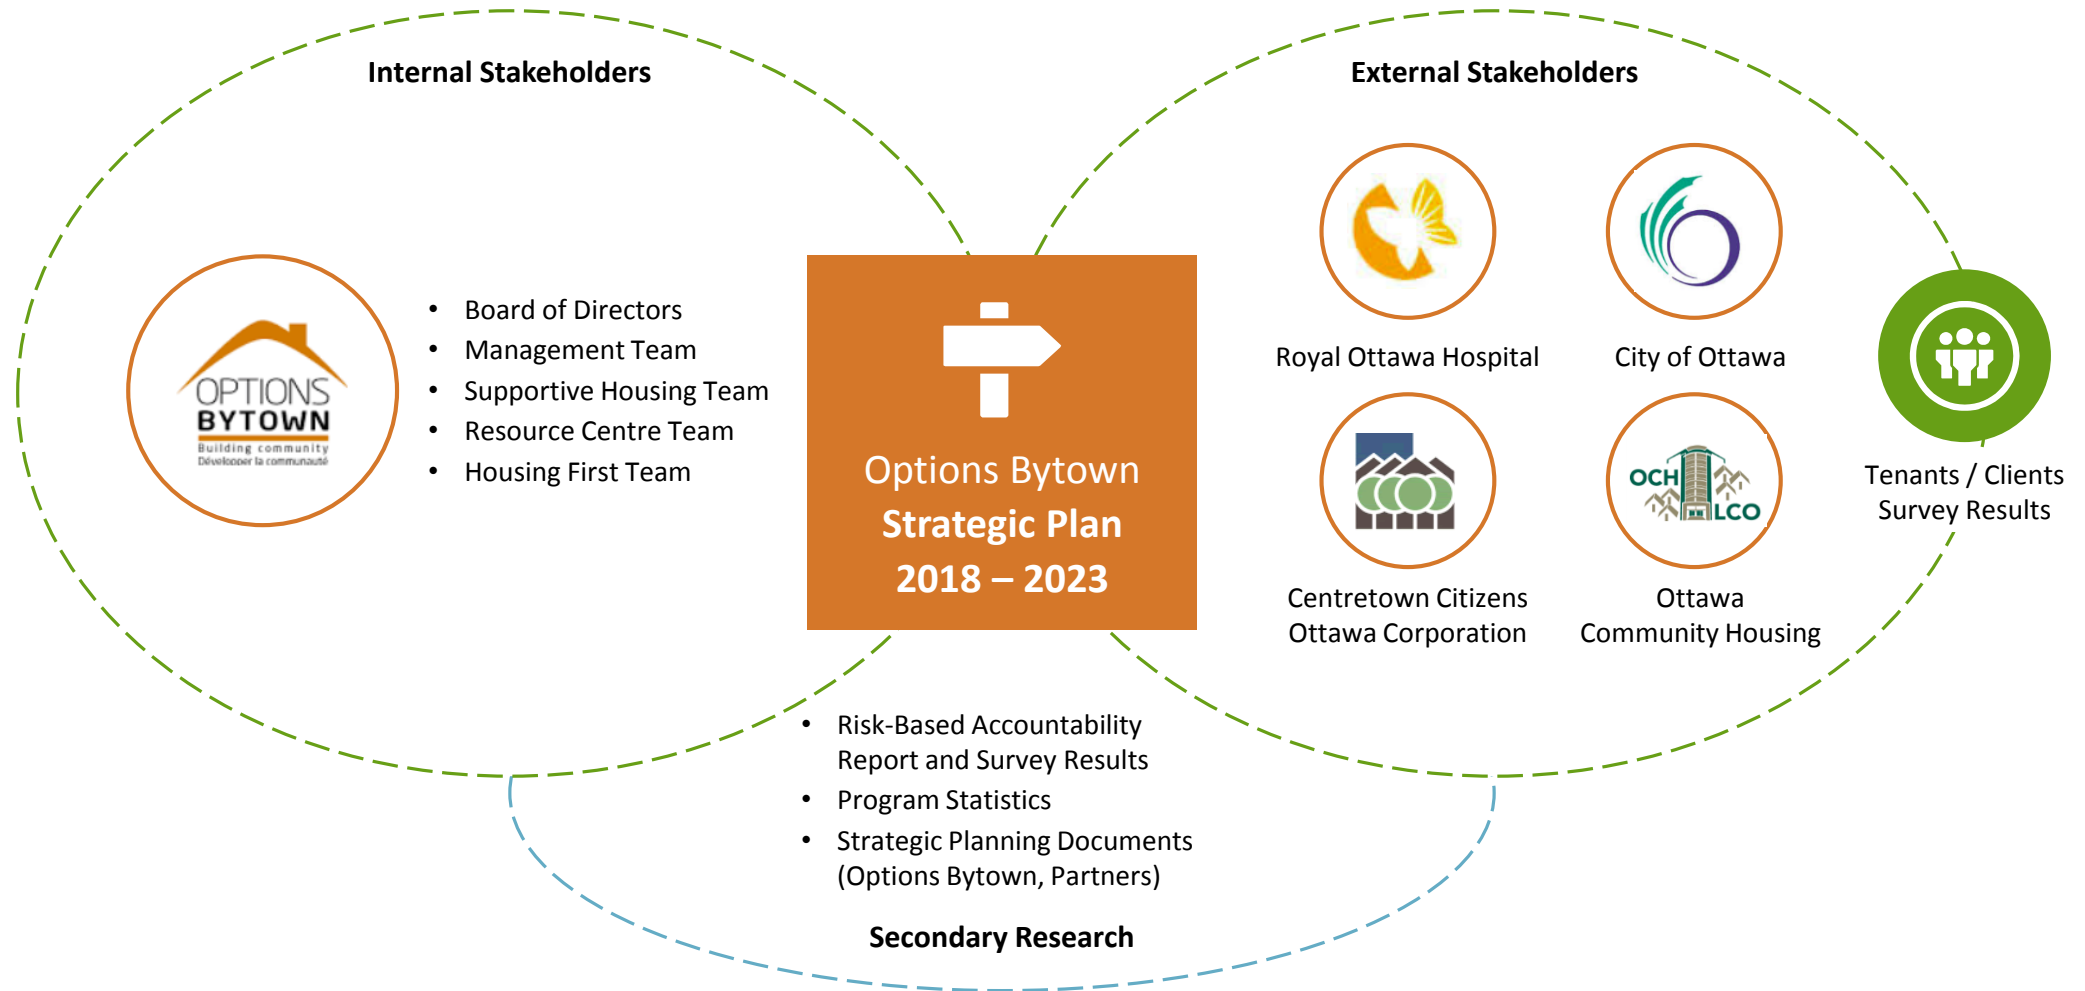 Internal Stakeholders
OPTIONS
BYTOWN
Building community
Développer la communauté
• Board of Directors
• Management Team
• Supportive Housing Team
• Resource Centre Team
• Housing First Team
Options Bytown
Strategic Plan
2018 – 2023
External Stakeholders
Royal Ottawa Hospital
City of Ottawa
Centretown Citizens
Ottawa Corporation
OCH
LCO
Ottawa
Community Housing
Tenants / Clients
Survey Results
• Risk-Based Accountability
Report and Survey Results
• Program Statistics
• Strategic Planning Documents
(Options Bytown, Partners)
Secondary Research